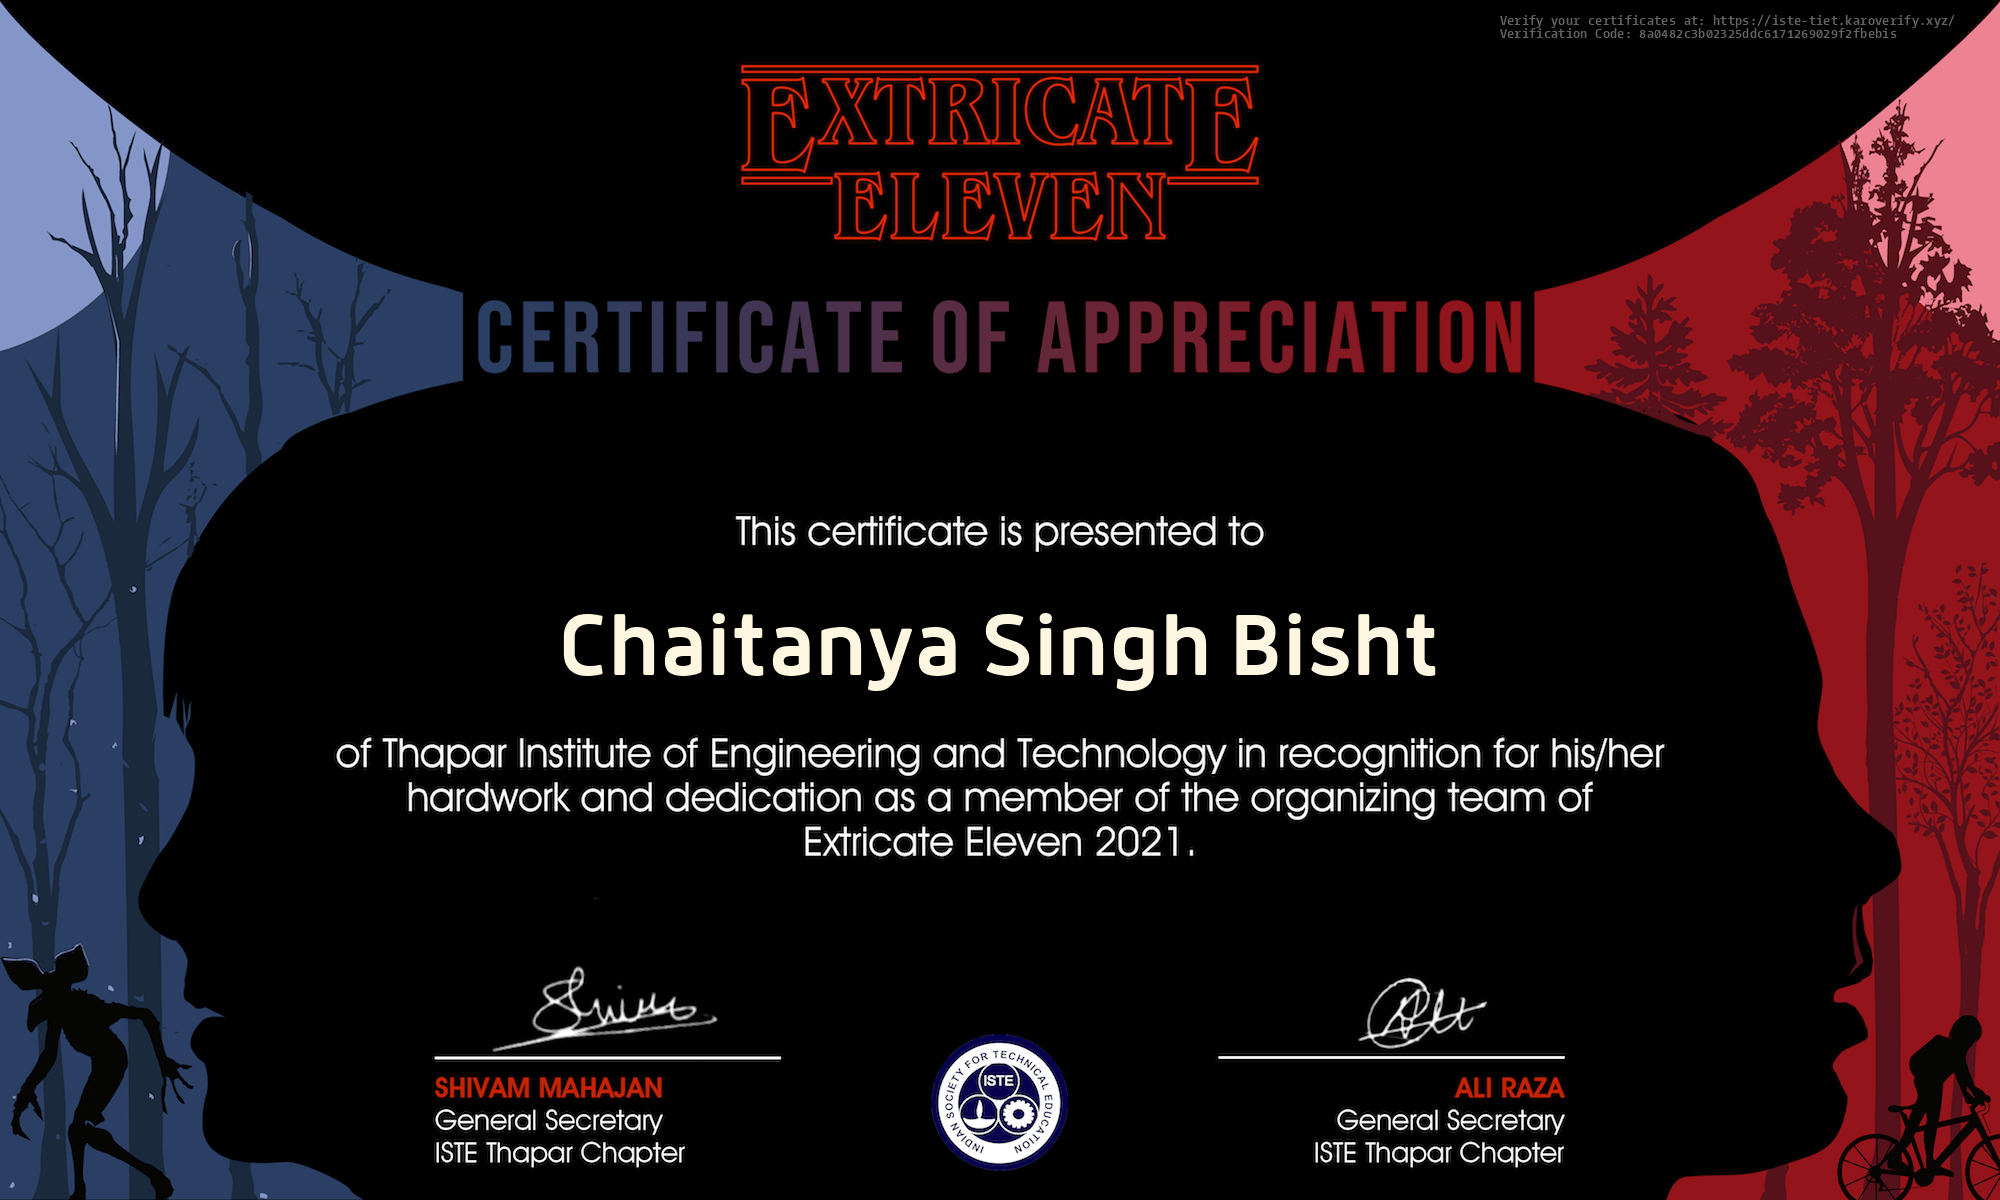 Verify your certificates at: https://iste-tiet.karoverify.xyz/
Verification Code: 8a0482c3b02325ddc6171269029f2fbebis
EXTRICATE
ELEVEN
CERTIFICATE OF APPRECIATION
This certificate is presented to
Chaitanya Singh Bisht
of Thapar Institute of Engineering and Technology in recognition for his/her
hardwork and dedication as a member of the organizing team of
Extricate Eleven 2021.
SHIVAM MAHAJAN
General Secretary
ISTE Thapar Chapter
INDIAN SOCIETY FOR TECHNICAL EDUCATION
ISTE
ALI RAZA
General Secretary
ISTE Thapar Chapter